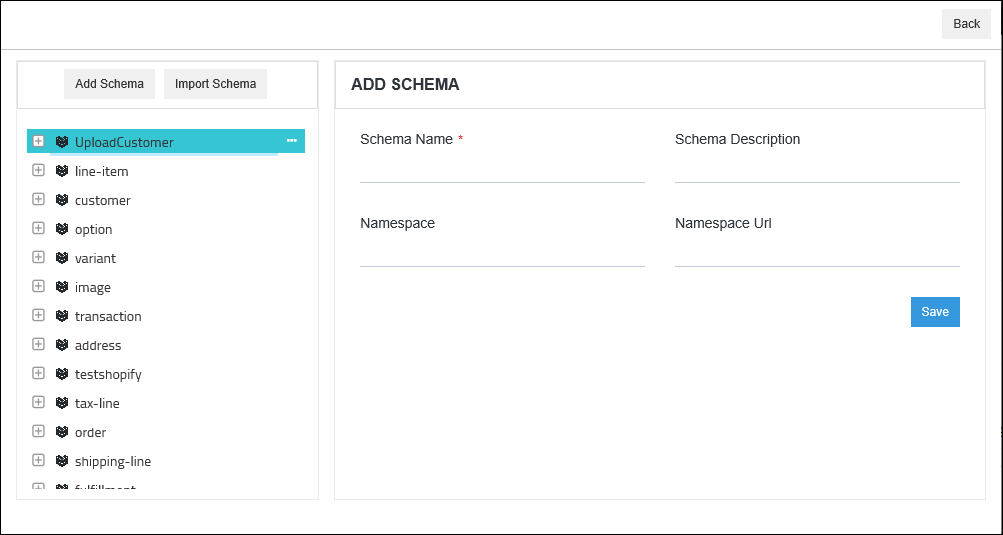 Back
Add Schema Import Schema
ADD SCHEMA
UploadCustomer
line-item
customer
option
variant
image
transaction
address
testshopify
tax-line
order
shipping-line
fulfillment
Schema Name *
Schema Description
Namespace
Namespace Url
Save